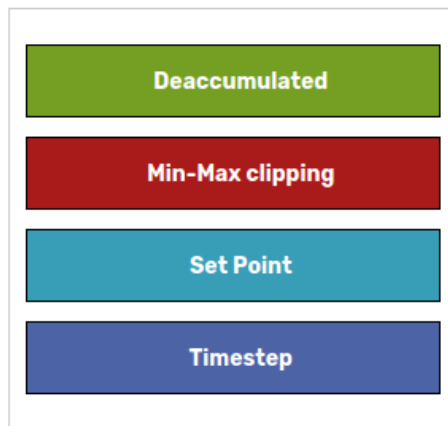 Deaccumulated
Min-Max clipping
Set Point
Timestep